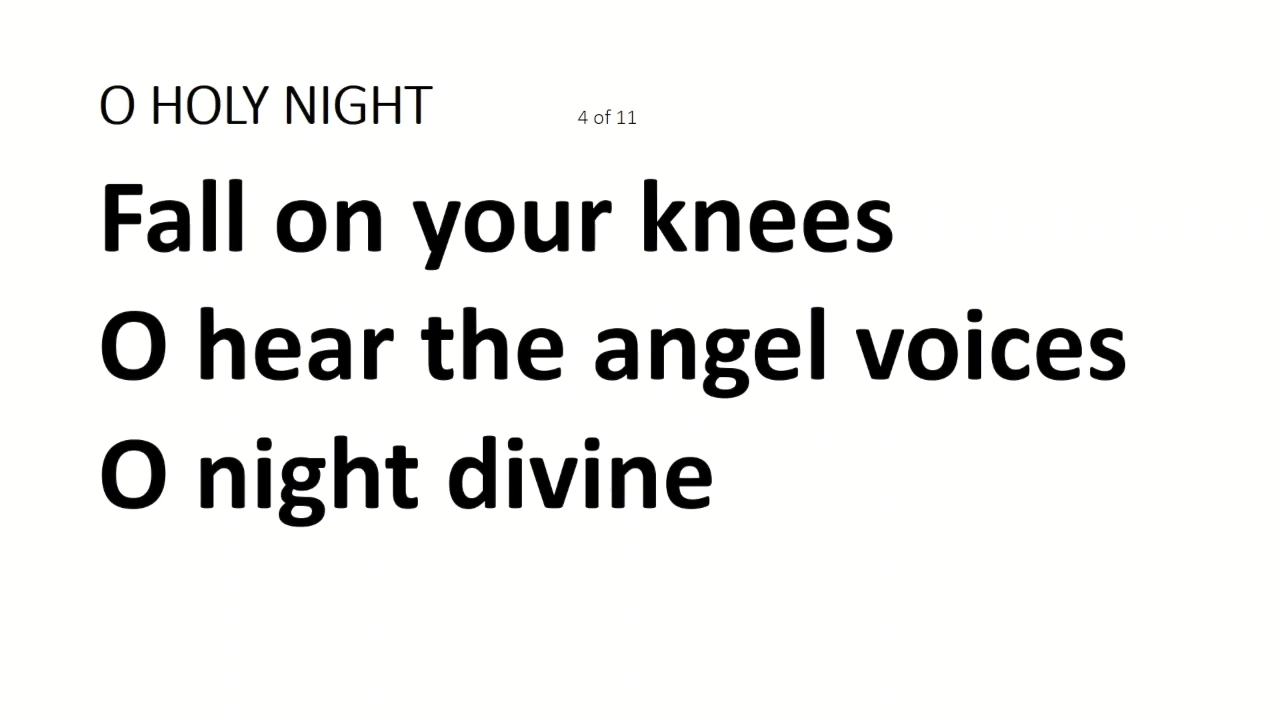 O HOLY NIGHT 4 of 11
Fall on your knees
O hear the angel voices
O night divine